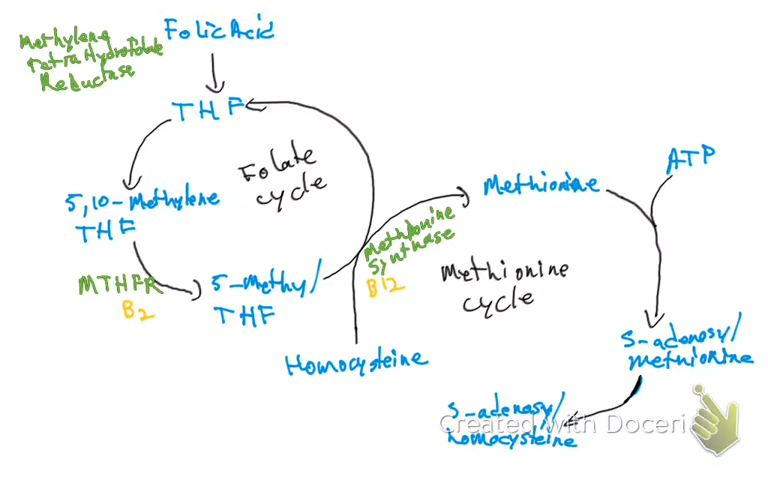 Methylene
Tetra Hydrofolate
Reductase
Folic Acid
THF
Folate
cycle
5,10-Methylene
THF
MTHFR
B2
5-Methyl
THF
Methionine
Synthase
B12
Homocysteine
Methionine
ATP
Methionine
cycle
S-adenosyl
methionine
S-adenosyl
homocysteine
Created with Doceri